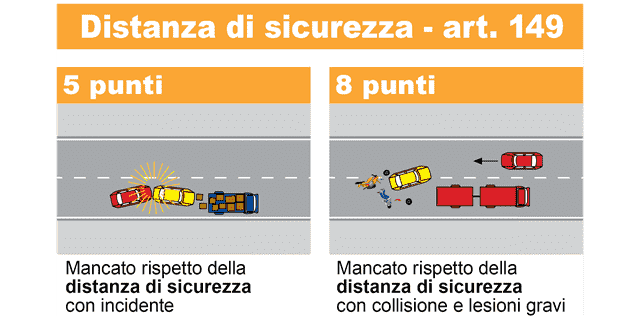 Distanza di sicurezza - art. 149
5 punti
8 punti
Mancato rispetto della
distanza di sicurezza
con incidente
Mancato rispetto della
distanza di sicurezza
con collisione e lesioni gravi